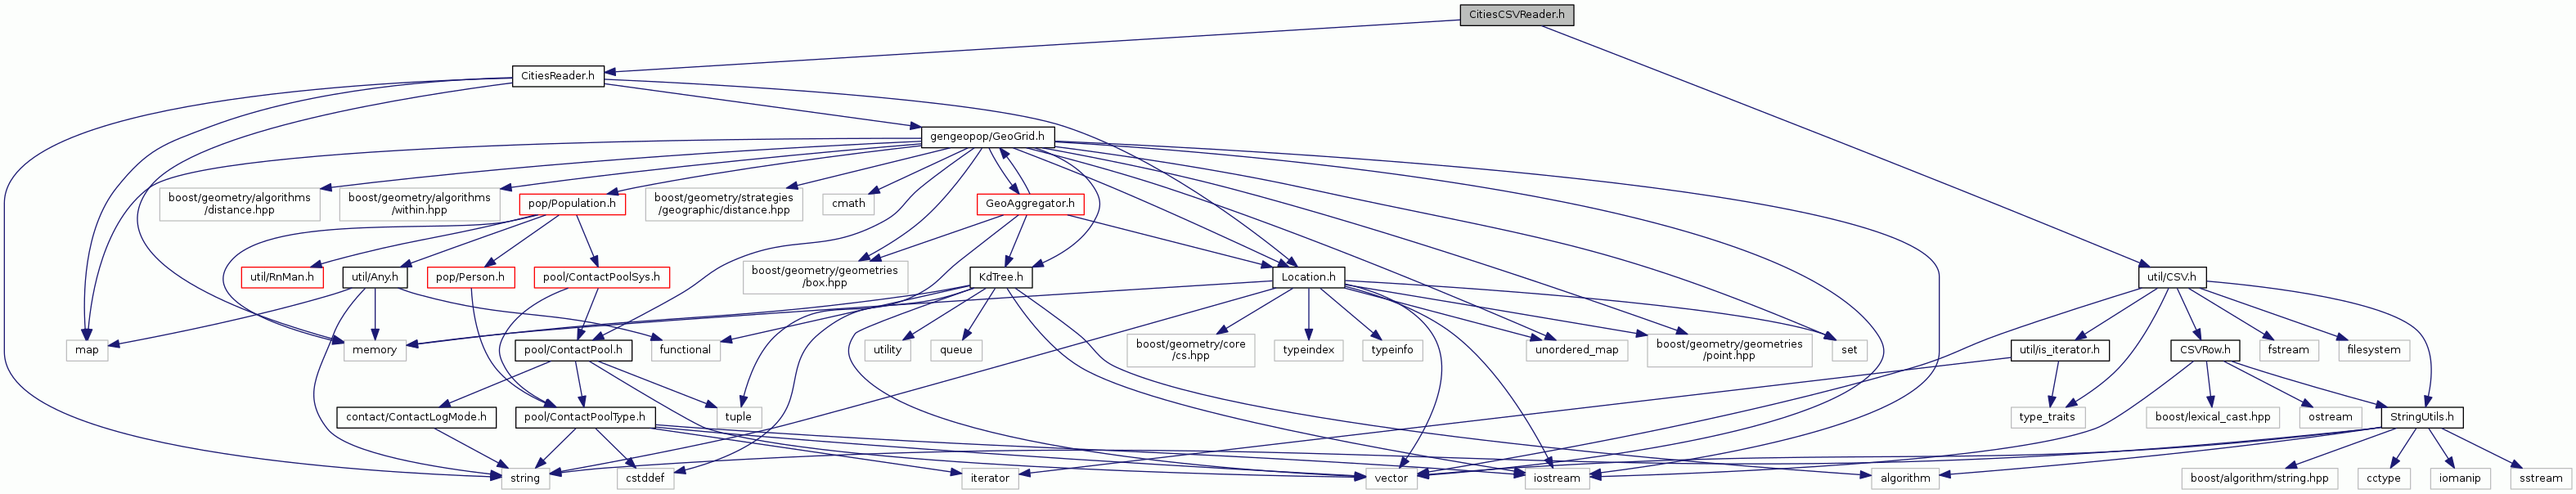 CitiesCSVReader.h
CitiesReader.h
gengeopop/GeoGrid.h
boost/geometry/algorithms
/distance.hpp
boost/geometry/algorithms
/within.hpp
pop/Population.h
boost/geometry/strategies
/geographic/distance.hpp
cmath
GeoAggregator.h
util/RnMan.h
util/Any.h
pop/Person.h
pool/ContactPoolSys.h
boost/geometry/geometries
/box.hpp
KdTree.h
Location.h
util/CSV.h
map
memory
pool/ContactPool.h
functional
utility
queue
boost/geometry/core
/cs.hpp
typeindex
typeinfo
unordered_map
boost/geometry/geometries
/point.hpp
set
util/is_iterator.h
CSVRow.h
fstream
filesystem
contact/ContactLogMode.h
pool/ContactPoolType.h
tuple
type_traits
boost/lexical_cast.hpp
ostream
StringUtils.h
string
cstddef
iterator
vector
iostream
algorithm
boost/algorithm/string.hpp
cctype
iomanip
sstream